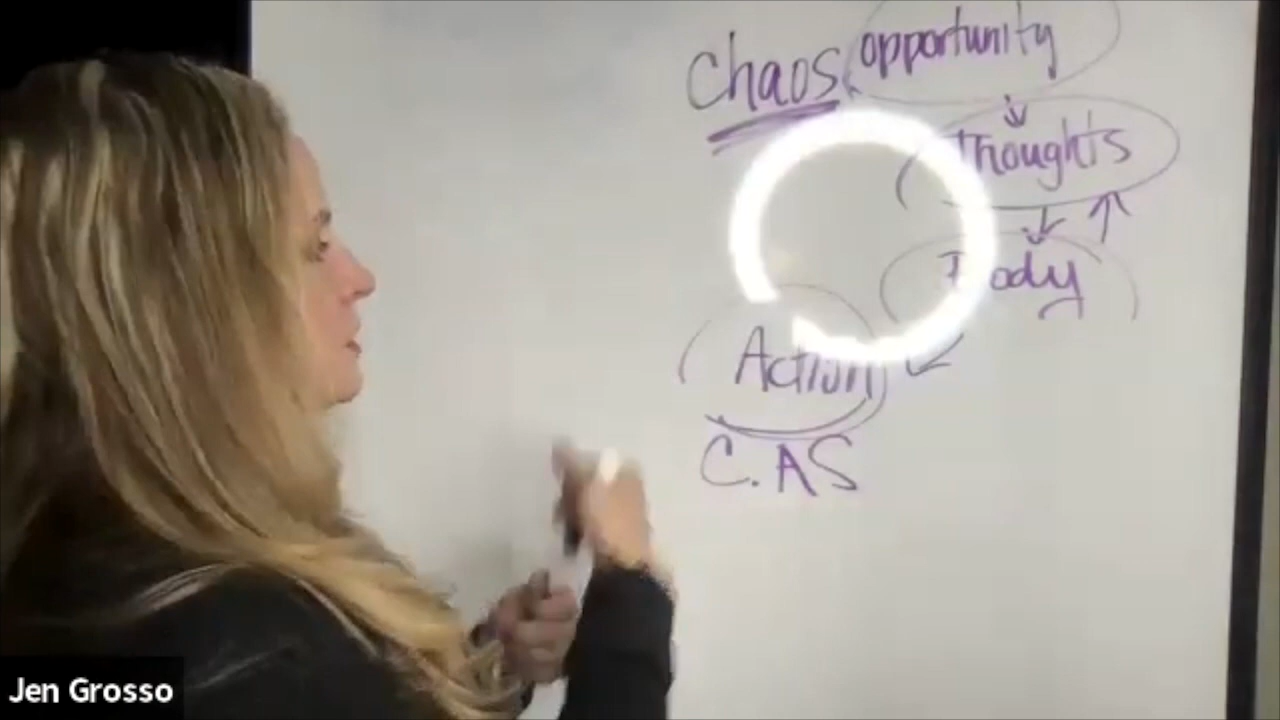 Chaos opportunity
Thoughts
Body
Action
C.AS
Jen Grosso